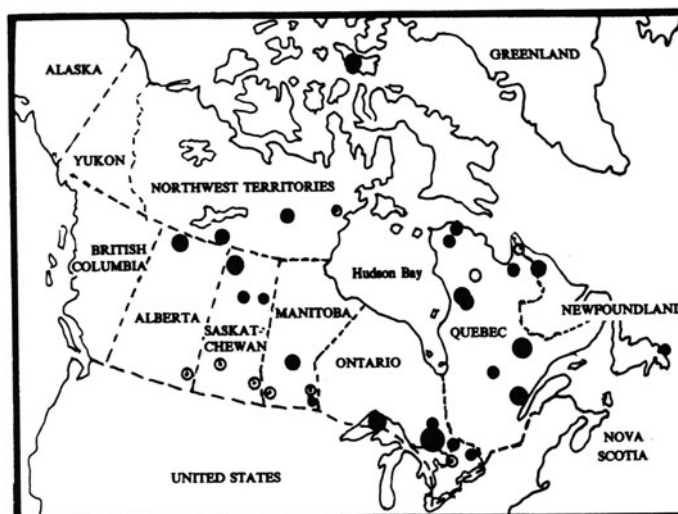 GREENLAND
ALASKA
YUKON
NORTHWEST TERRITORIES
BRITISH
COLUMBIA
Hudson Bay
ALBERTA
SASKAT-
CHEWAN
MANITOBA
NEWFOUNDLAND
QUEBEC
ONTARIO
NOVA
SCOTIA
UNITED STATES